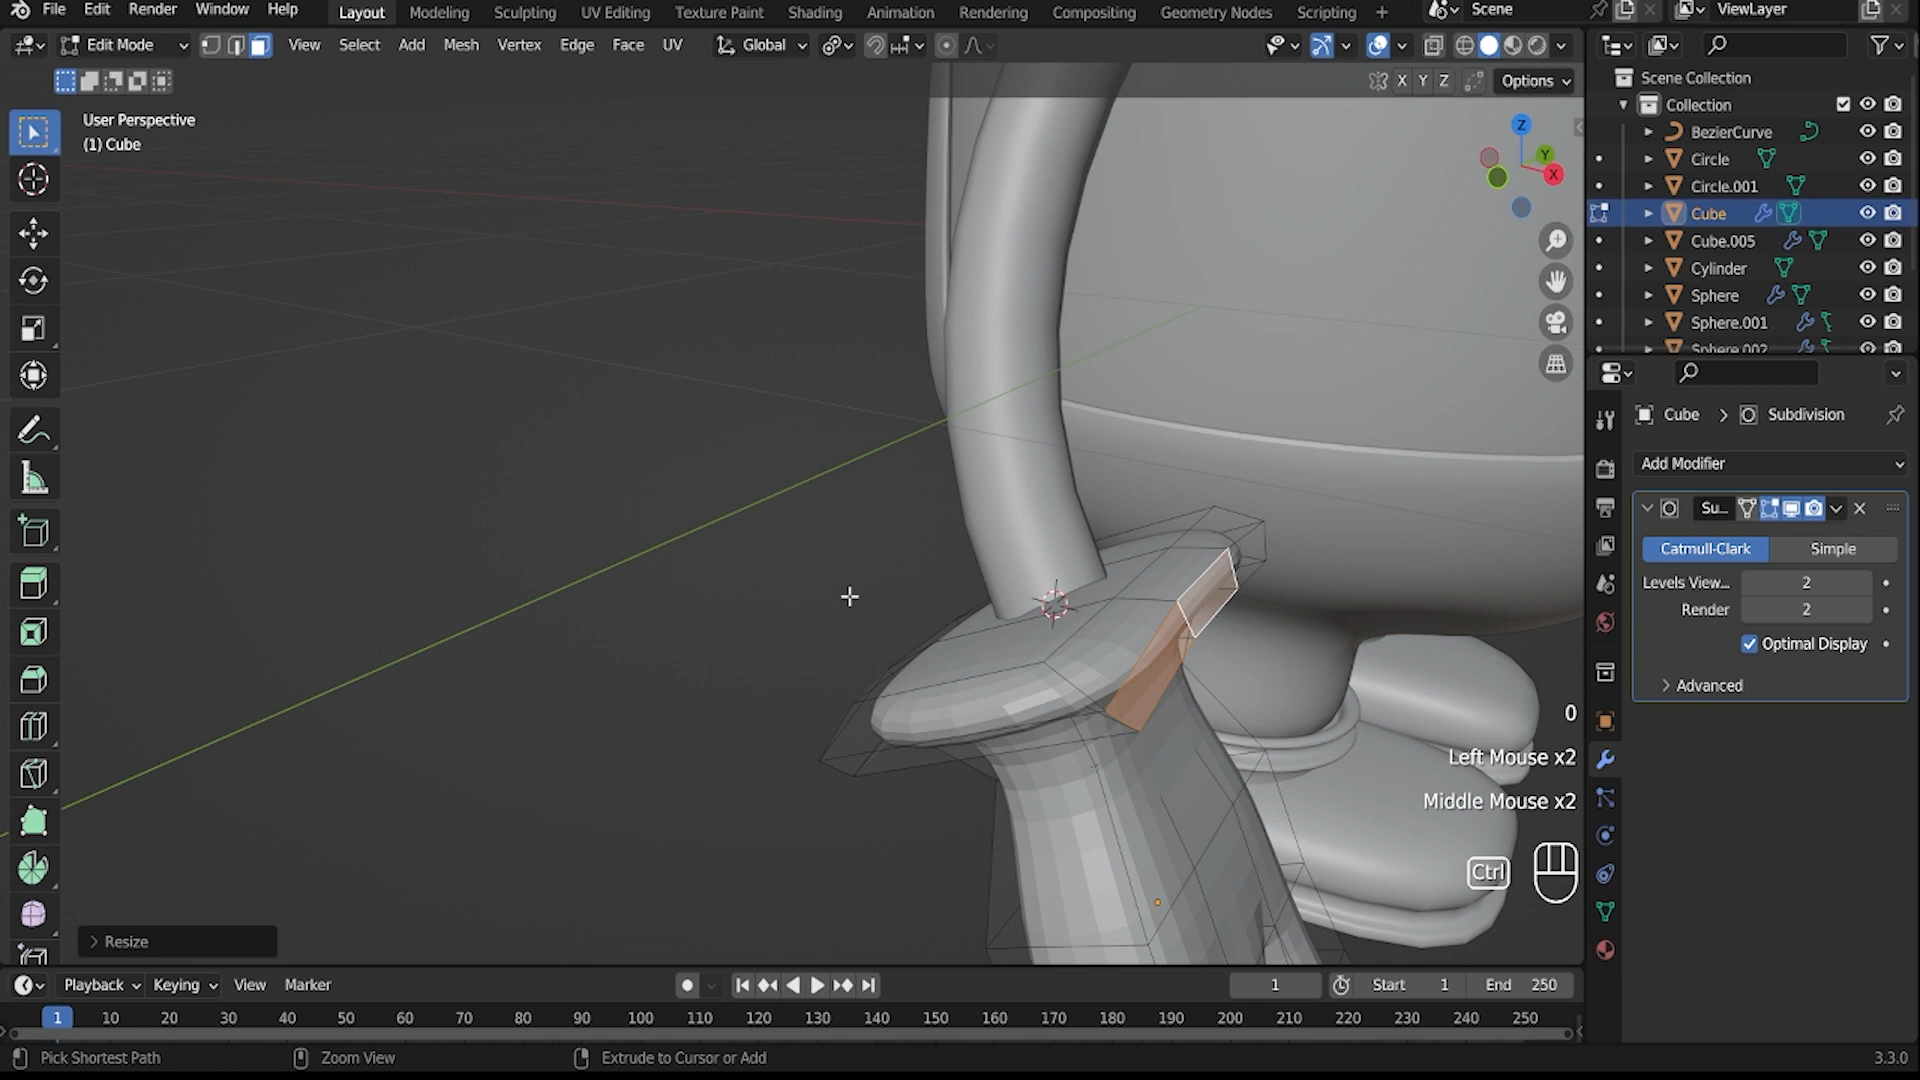 File Edit Render Window Help Layout Modeling Sculpting UV Editing Texture Paint Shading Animation Rendering Compositing Geometry Nodes Scripting + Scene ViewLayer
Edit Mode View Select Add Mesh Vertex Edge Face UV Global
X Y Z Options
User Perspective
(1) Cube
Z
Y
X
Scene Collection
Collection
BezierCurve
Circle
Circle.001
Cube
Cube.005
Cylinder
Sphere
Sphere.001
Sphere.002
Cube > Subdivision
Add Modifier
Su...
Catmull-Clark Simple
Levels View... 2
Render 2
Optimal Display
Advanced
0
Left Mouse x2
Middle Mouse x2
Ctrl
Resize
Playback Keying View Marker 1 Start 1 End 250
1 10 20 30 40 50 60 70 80 90 100 110 120 130 140 150 160 170 180 190 200 210 220 230 240 250
Pick Shortest Path Zoom View Extrude to Cursor or Add 3.3.0